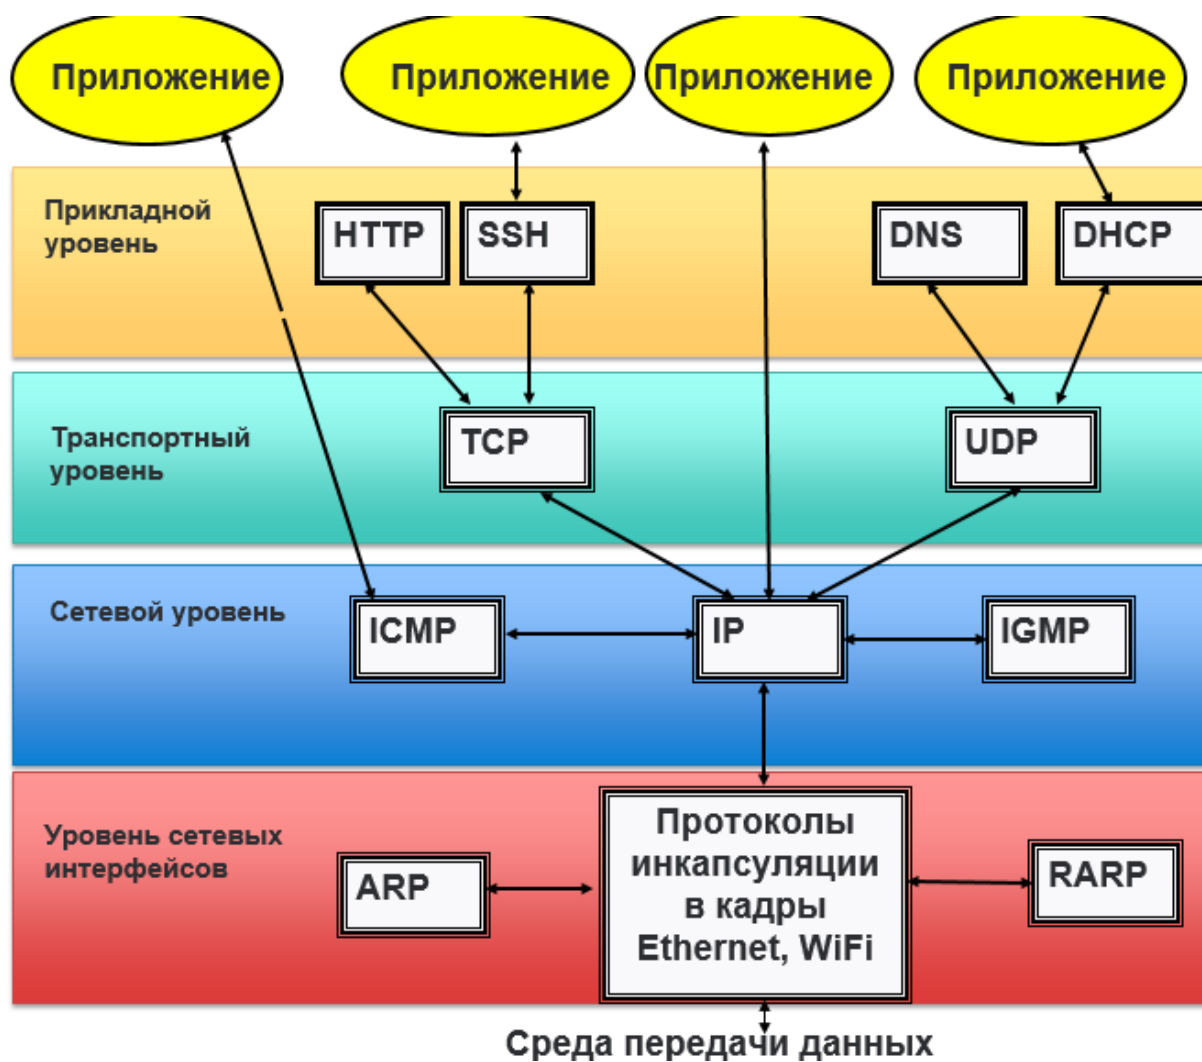 Приложение
Приложение
Приложение
Приложение
Прикладной
уровень
HTTP
SSH
DNS
DHCP
Транспортный
уровень
TCP
UDP
Сетевой уровень
ICMP
IP
IGMP
Уровень сетевых
интерфейсов
ARP
Протоколы
инкапсуляции
в кадры
Ethernet, WiFi
RARP
Среда передачи данных